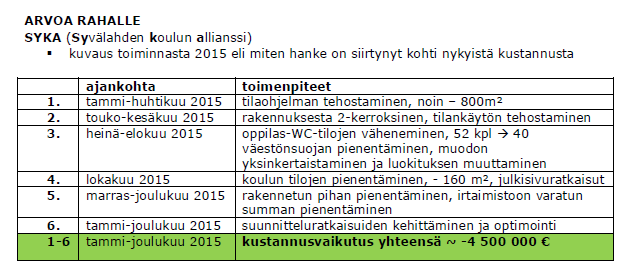 ARVOA RAHALLE
SYKA (Syvälahden koulun allianssi)
▪ kuvaus toiminnasta 2015 eli miten hanke on siirtynyt kohti nykyistä kustannusta
ajankohta toimenpiteet
1. tammi-huhtikuu 2015 tilaohjelman tehostaminen, noin – 800m²
2. touko-kesäkuu 2015 rakennuksesta 2-kerroksinen, tilankäytön tehostaminen
3. heinä-elokuu 2015 oppilas-WC-tilojen väheneminen, 52 kpl → 40
väestönsuojan pienentäminen, muodon
yksinkertaistaminen ja luokituksen muuttaminen
4. lokakuu 2015 koulun tilojen pienentäminen, - 160 m², julkisivuratkaisut
5. marras-joulukuu 2015 rakennetun pihan pienentäminen, irtaimistoon varatun
summan pienentäminen
6. tammi-joulukuu 2015 suunnitteluratkaisuiden kehittäminen ja optimointi
1-6 tammi-joulukuu 2015 kustannusvaikutus yhteensä ~ -4 500 000 €